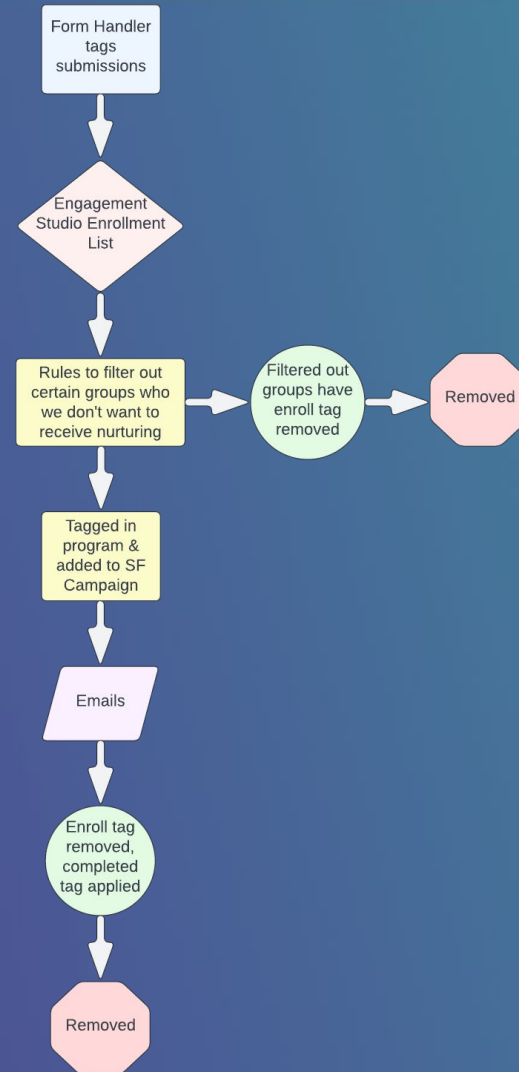 Form Handler
tags
submissions
Engagement
Studio Enrollment
List
Rules to filter out
certain groups who
we don't want to
receive nurturing
Filtered out
groups have
enroll tag
removed
Removed
Tagged in
program &
added to SF
Campaign
Emails
Enroll tag
removed,
completed
tag applied
Removed